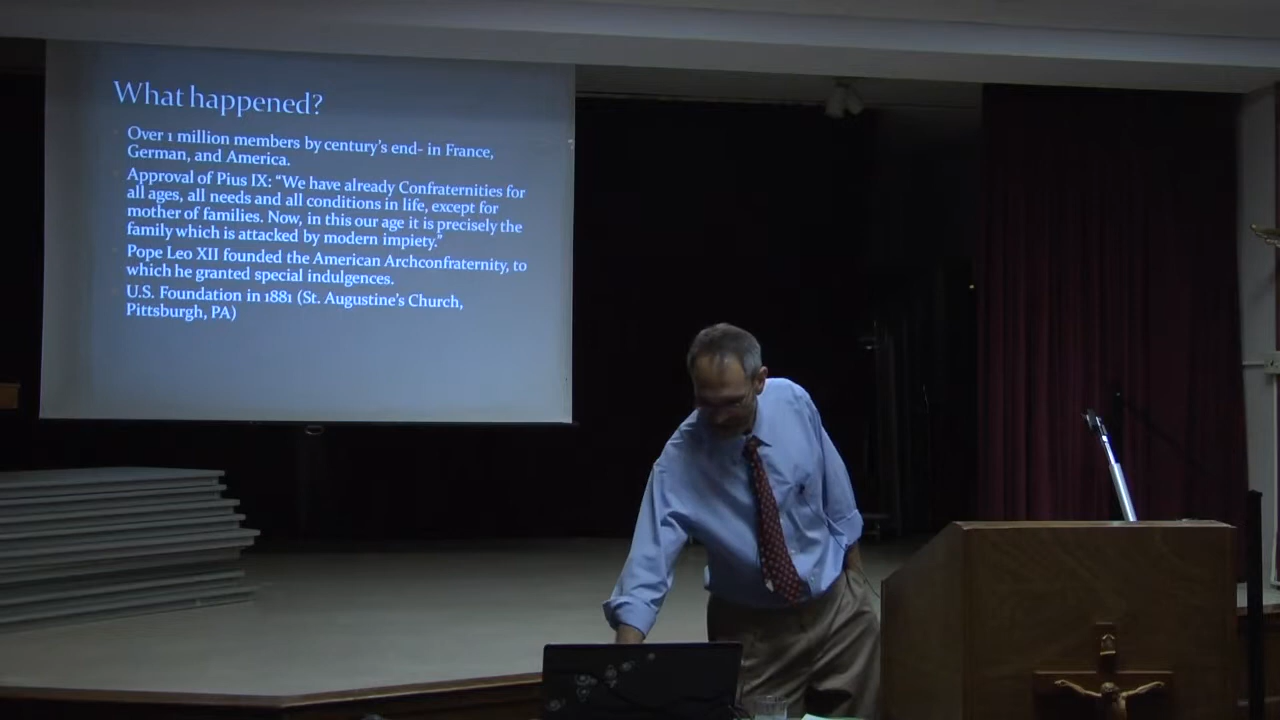 What happened?
Over 1 million members by century's end- in France,
German, and America.
Approval of Pius IX: “We have already Confraternities for
all ages, all needs and all conditions in life, except for
mother of families. Now, in this our age it is precisely the
family which is attacked by modern impiety.”
Pope Leo XII founded the American Archconfraternity, to
which he granted special indulgences.
U.S. Foundation in 1881 (St. Augustine's Church,
Pittsburgh, PA)